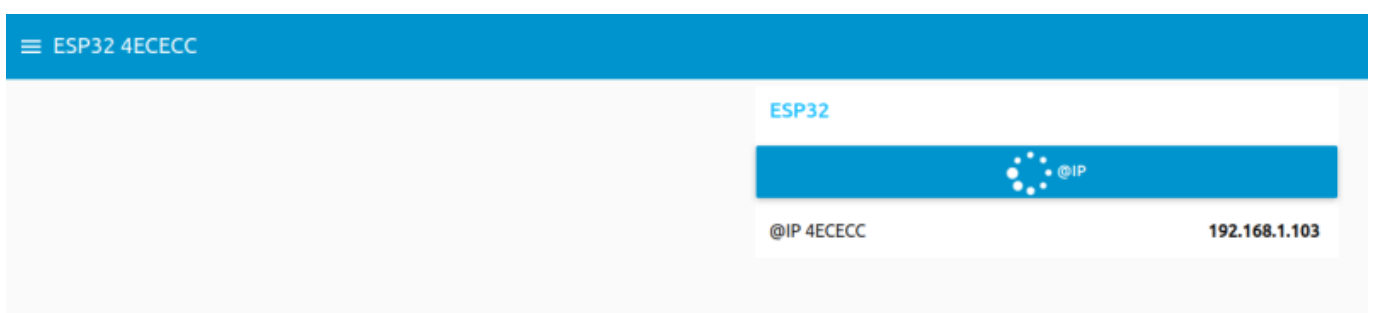 ESP32 4ECECC
ESP32
@IP
@IP 4ECECC 192.168.1.103